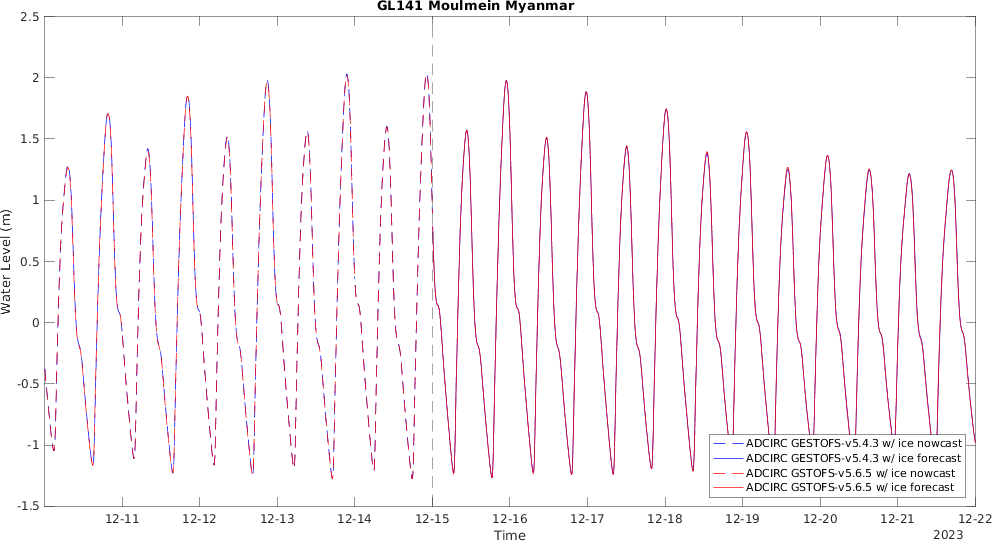 GL141 Moulmein Myanmar
2.5
2
1.5
1
0.5
0
-0.5
-1
-1.5
Water Level (m)
12-11 12-12 12-13 12-14 12-15 12-16 12-17 12-18 12-19 12-20 12-21 12-22
Time
2023
ADCIRC GESTOFS-v5.4.3 w/ ice nowcast
ADCIRC GESTOFS-v5.4.3 w/ ice forecast
ADCIRC GSTOFS-v5.6.5 w/ ice nowcast
ADCIRC GSTOFS-v5.6.5 w/ ice forecast